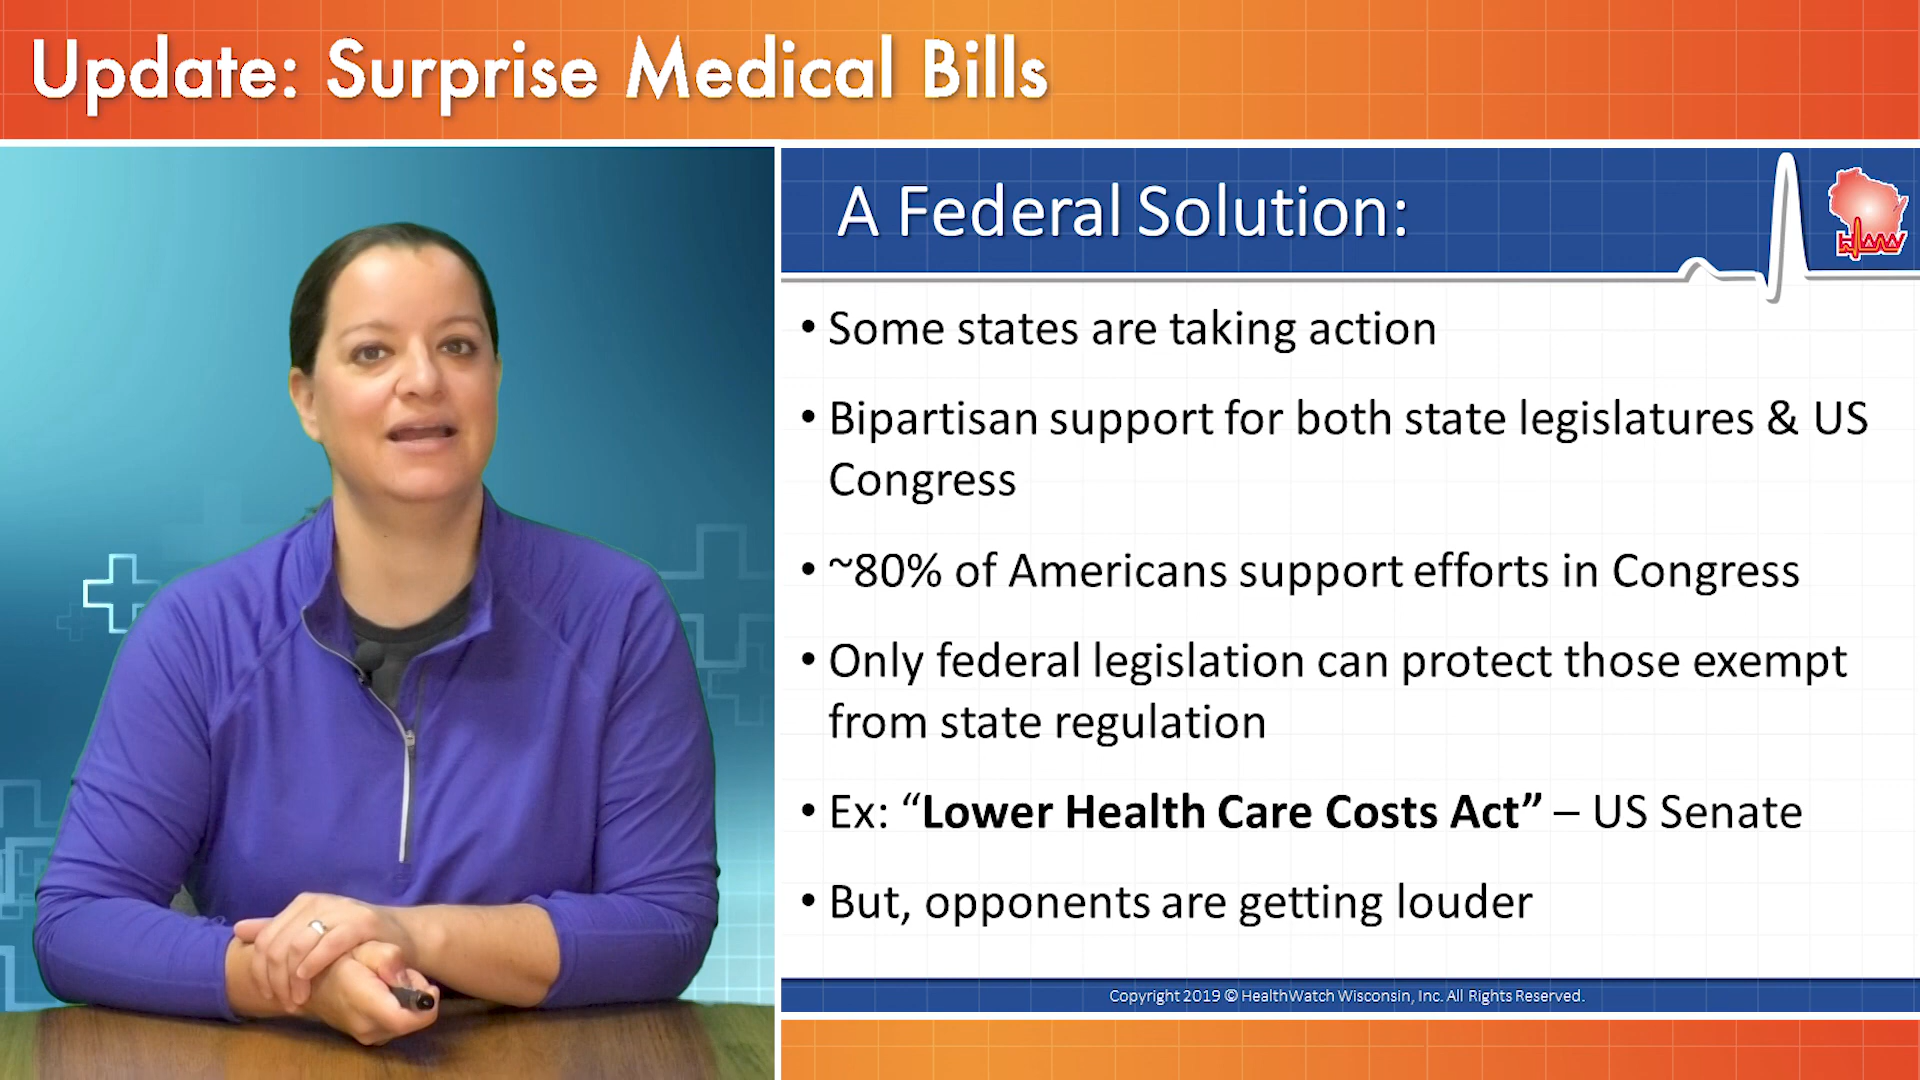 Update: Surprise Medical Bills
A Federal Solution:
HWW
• Some states are taking action
• Bipartisan support for both state legislatures & US
Congress
• ~80% of Americans support efforts in Congress
• Only federal legislation can protect those exempt
from state regulation
• Ex: “Lower Health Care Costs Act” – US Senate
• But, opponents are getting louder
Copyright 2019 © HealthWatch Wisconsin, Inc. All Rights Reserved.